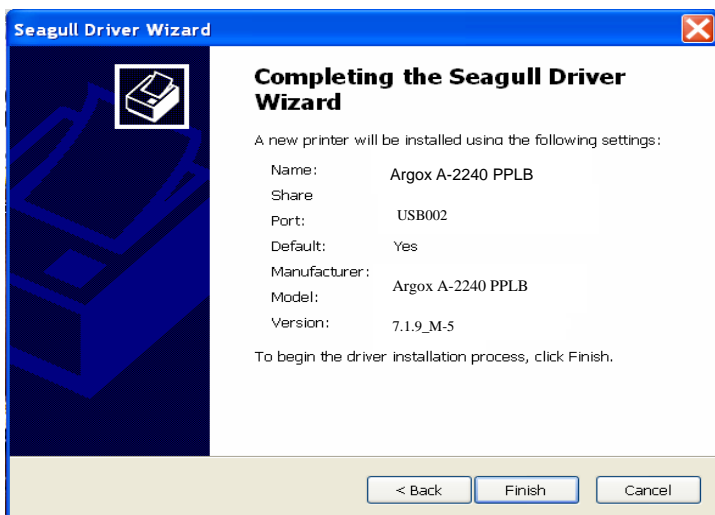 Seagull Driver Wizard
Completing the Seagull Driver
Wizard
A new printer will be installed using the following settings:
Name: Argox A-2240 PPLB
Share
Port: USB002
Default: Yes
Manufacturer:
Model: Argox A-2240 PPLB
Version: 7.1.9_M-5
To begin the driver installation process, click Finish.
< Back Finish Cancel